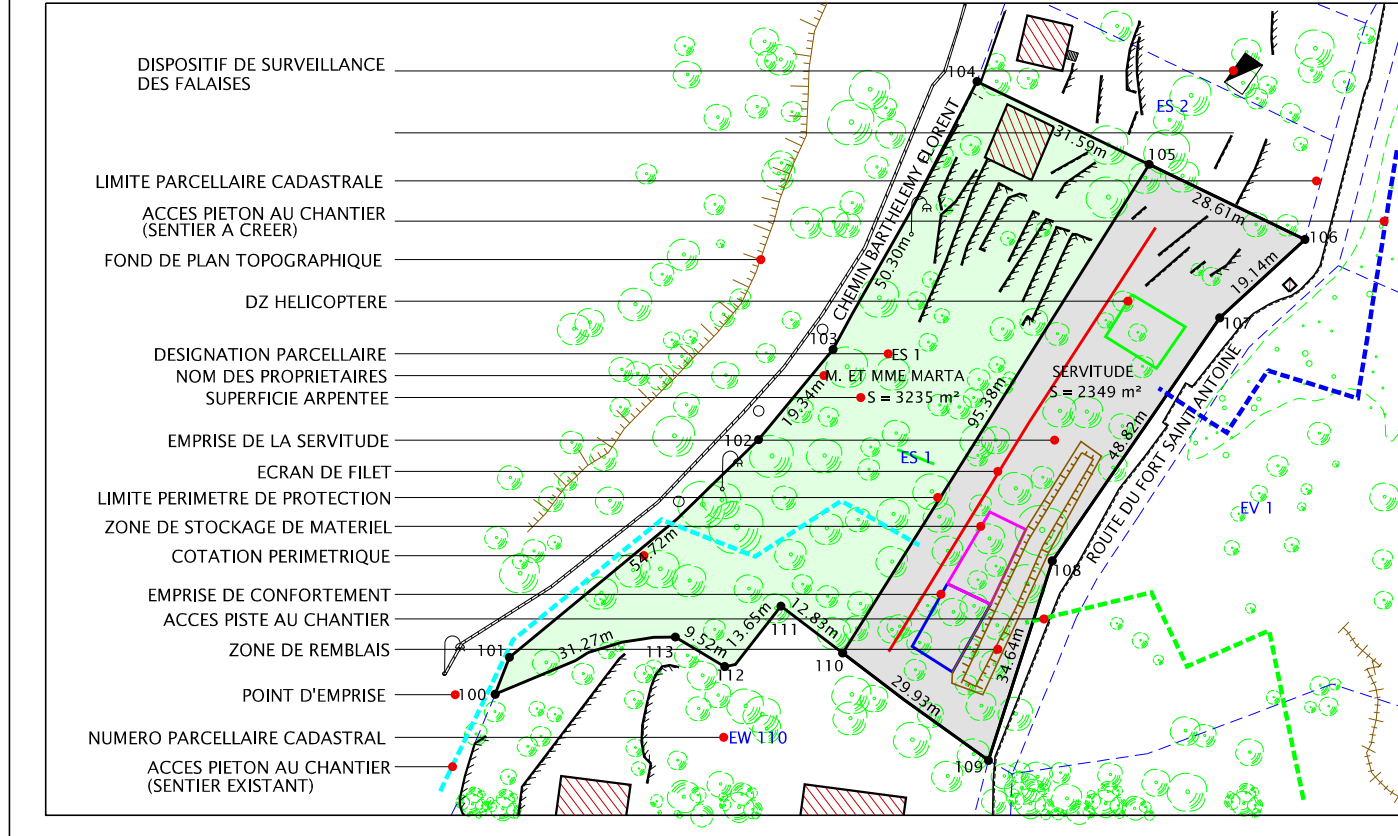 DISPOSITIF DE SURVEILLANCE
DES FALAISES
LIMITE PARCELLAIRE CADASTRALE
ACCES PIETON AU CHANTIER
(SENTIER A CREER)
FOND DE PLAN TOPOGRAPHIQUE
DZ HELICOPTERE
DESIGNATION PARCELLAIRE
NOM DES PROPRIETAIRES
SUPERFICIE ARPENTEE
EMPRISE DE LA SERVITUDE
ECRAN DE FILET
LIMITE PERIMETRE DE PROTECTION
ZONE DE STOCKAGE DE MATERIEL
COTATION PERIMETRIQUE
EMPRISE DE CONFORTEMENT
ACCES PISTE AU CHANTIER
ZONE DE REMBLAIS
POINT D'EMPRISE
NUMERO PARCELLAIRE CADASTRAL
ACCES PIETON AU CHANTIER
(SENTIER EXISTANT)
104
ES 2
31.59m
105
28.61m
106
19.14m
107
CHEMIN BARTHELEMY FLORENT
50.30m
103
ES 1
M. ET MME MARTA
S = 3235 m²
SERVITUDE
S = 2349 m²
19.34m
95.38m
102
48.82m
ROUTE DU FORT SAINT ANTOINE
ES 1
EV 1
54.72m
108
12.83m
111
13.65m
34.64m
101
31.27m
9.52m
113
112
110
100
29.93m
EW 110
109